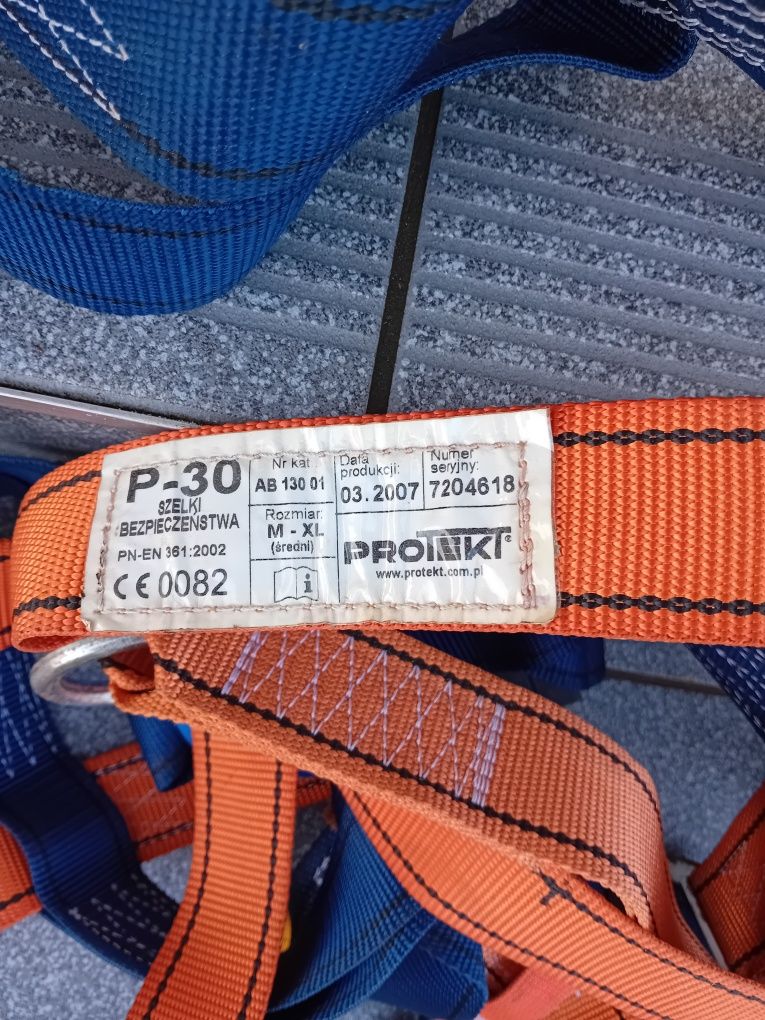 P-30
SZELKI
BEZPIECZEŃSTWA
PN-EN 361:2002
CE 0082
Nr kat.
AB 130 01
Rozmiar:
M - XL
(średni)
i
Data
produkcji:
03.2007
Numer
seryjny:
7204618
PROTEKT®
www.protekt.com.pl